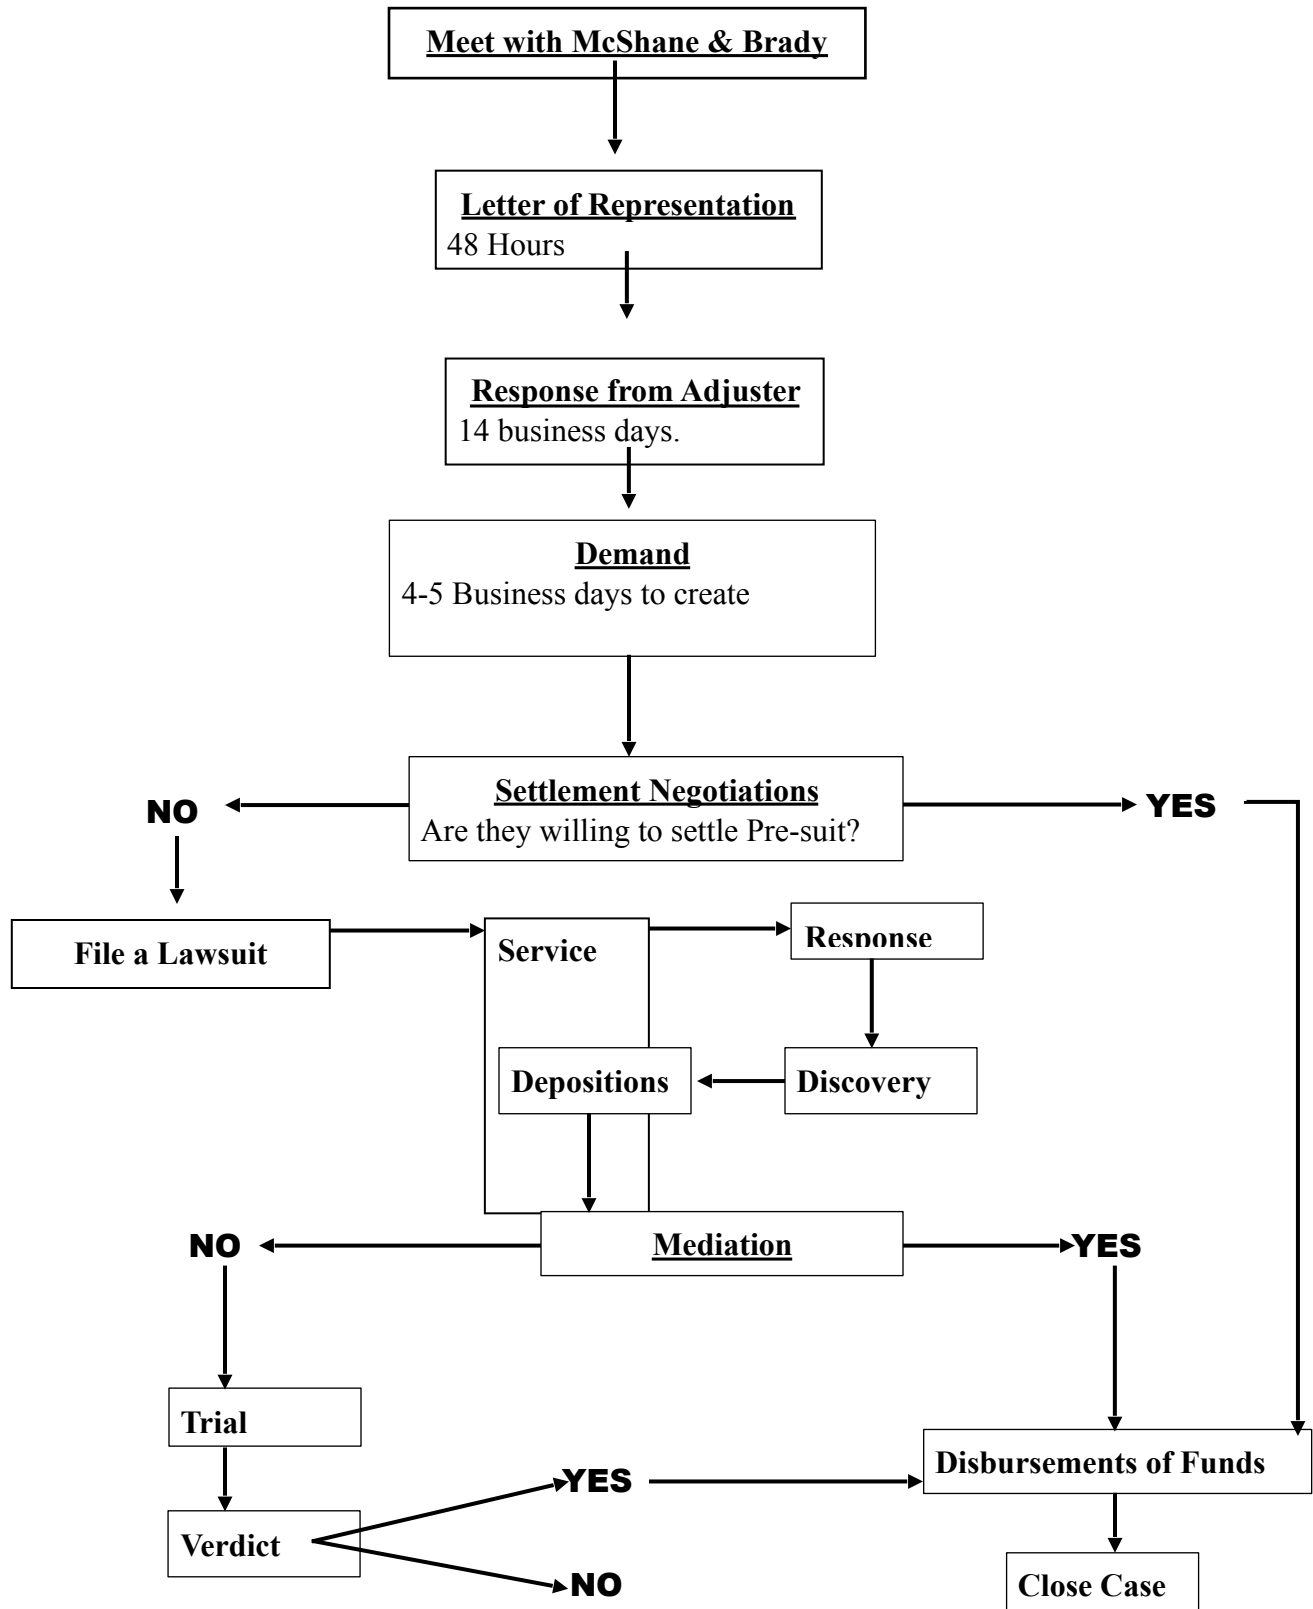 Meet with McShane & Brady
Letter of Representation
48 Hours
Response from Adjuster
14 business days.
Demand
4-5 Business days to create
Settlement Negotiations
Are they willing to settle Pre-suit?
NO
YES
File a Lawsuit
Service
Response
Depositions
Discovery
NO
Mediation
YES
Trial
Disbursements of Funds
YES
Verdict
NO
Close Case